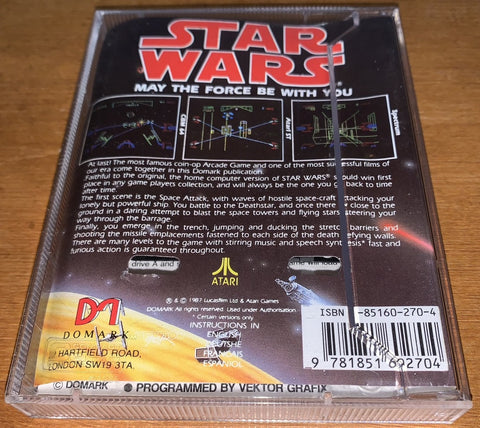 STAR
WARS
MAY THE FORCE BE WITH YOU
CBM 64
Atari ST
Spectrum
At last! The most famous coin-op Arcade Game and one of the most successful films of
our era come together in this Domark publication.
Faithful to the original, the home computer version of STAR WARS should win first
place in any game players collection, and will always be the one you go back to time
after time.
The first scene is the Space Attack, with waves of hostile space-craft attacking your
lonely but powerful ship. You battle to the Deathstar, and once there fly close to the
ground in a daring attempt to blast the space towers and flying stars steering your
way through the barrage.
Finally, you emerge in the trench, jumping and ducking the stretched barriers and
shooting the missile emplacements fastened to each side of the death-defying walls.
There are many levels to the game with stirring music and speech synthesis* fast and
furious action is guaranteed throughout.
drive A and
ATARI
® & © 1987 Lucasfilm Ltd & Atari Games
DOMARK All rights reserved. Used under Authorisation.
* Certain versions only
INSTRUCTIONS IN
ENGLISH
DEUTSHE
FRANCAIS
ESPANIOL
DOMARK
HARTFIELD ROAD,
LONDON SW19 3TA.
© DOMARK
PROGRAMMED BY VEKTOR GRAFIX
ISBN -85160-270-4
9 781851 602704